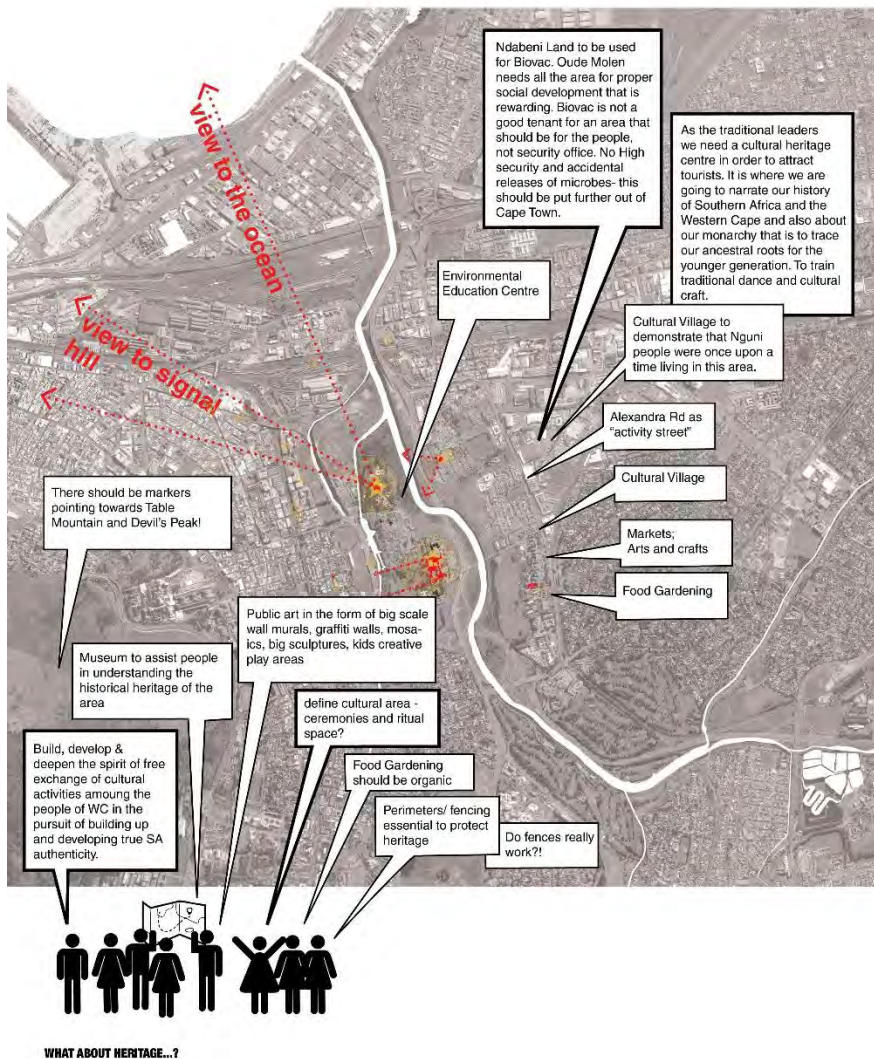 Ndabeni Land to be used
for Biovac. Oude Molen
needs all the area for proper
social development that is
rewarding. Biovac is not a
good tenant for an area that
should be for the people,
not security office. No High
security and accidental
releases of microbes- this
should be put further out of
Cape Town.
As the traditional leaders
we need a cultural heritage
centre in order to attract
tourists. It is where we are
going to narrate our history
of Southern Africa and the
Western Cape and also about
our monarchy that is to trace
our ancestral roots for the
younger generation. To train
traditional dance and cultural
craft.
view to the ocean
Environmental
Education Centre
view to signal
hill
Cultural Village to
demonstrate that Nguni
people were once upon a
time living in this area.
Alexandra Rd as
“activity street”
Cultural Village
Markets;
Arts and crafts
Food Gardening
There should be markers
pointing towards Table
Mountain and Devil's Peak!
Public art in the form of big scale
wall murals, graffiti walls, mosa-
ics, big sculptures, kids creative
play areas
Museum to assist people
in understanding the
historical heritage of the
area
define cultural area -
ceremonies and ritual
space?
Build, develop &
deepen the spirit of free
exchange of cultural
activities amoung the
people of WC in the
pursuit of building up
and developing true SA
authenticity.
Food Gardening
should be organic
Perimeters/ fencing
essential to protect
heritage
Do fences really
work?!
WHAT ABOUT HERITAGE...?